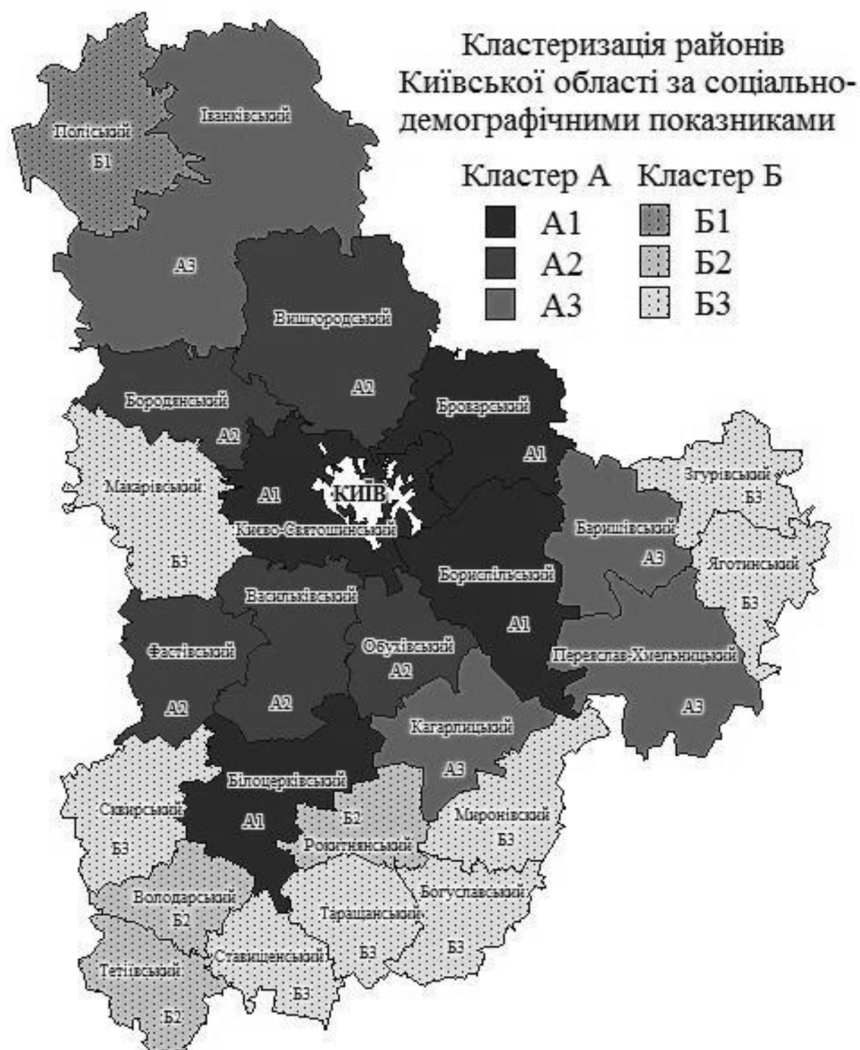 Кластеризація районів
Київської області за соціально-
демографічними показниками
Кластер А Кластер Б
А1 Б1
А2 Б2
А3 Б3
Іванківський
Поліський
Б1
А3
Вишгородський
А2
Бородянський
А2
Броварський
А1
Макарівський
Б3
А1
КИЇВ
Києво-Святошинський
Згурівський
Б3
Баришівський
А3
Яготинський
Б3
Бориспільський
А1
Васильківський
А2
Фастівський
А2
Обухівський
А2
Переяслав-Хмельницький
А3
Кагарлицький
А3
Білоцерківський
А1
Сквирський
Б3
Б2
Рокитнянський
Миронівский
Б3
Володарський
Б2
Таращанський
Б3
Богуславський
Б3
Ставищенський
Б3
Тетіївський
Б2